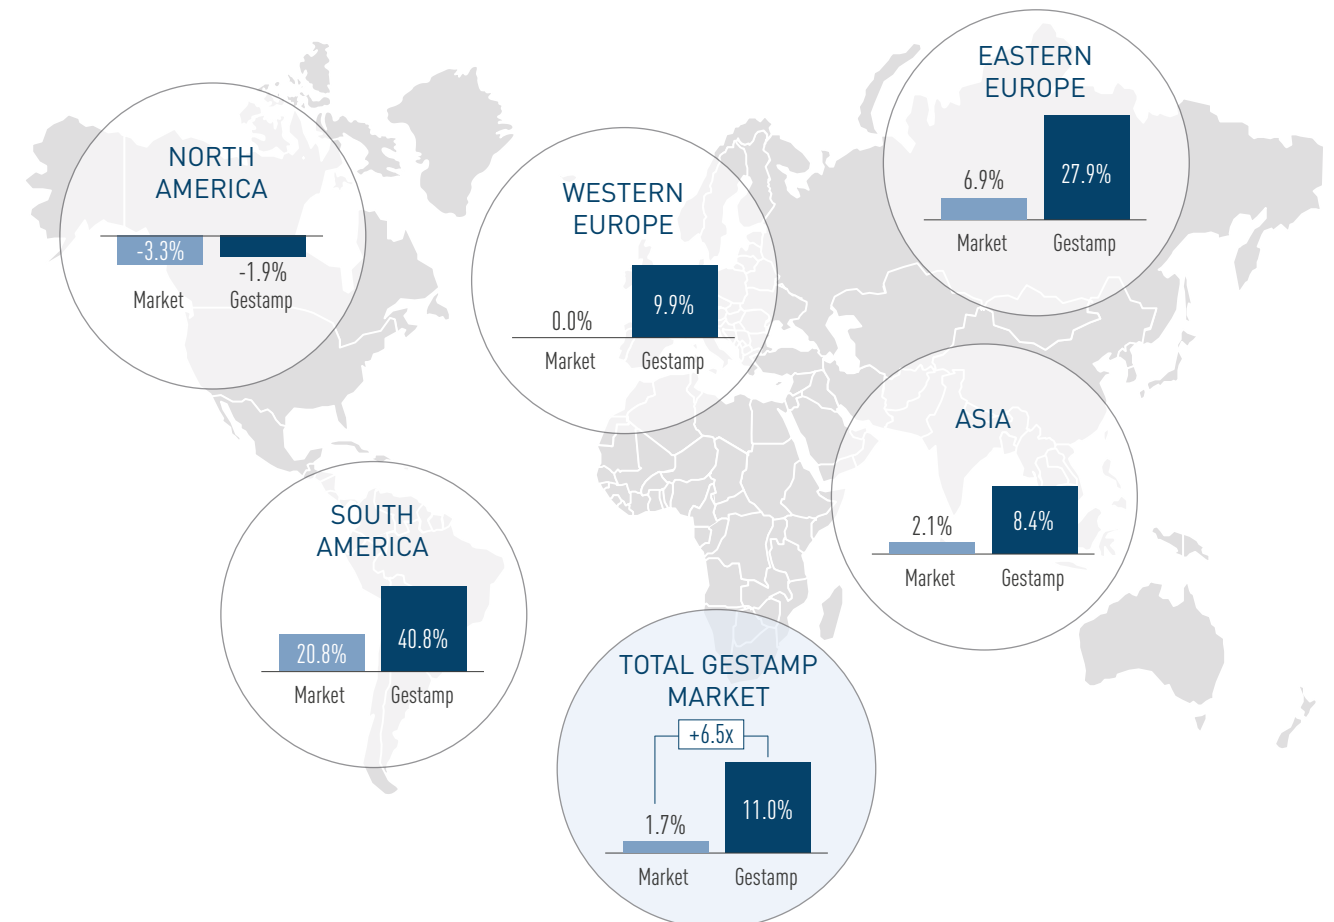 EASTERN
EUROPE
6.9%
27.9%
Market
Gestamp
NORTH
AMERICA
-3.3%
-1.9%
Market
Gestamp
WESTERN
EUROPE
0.0%
9.9%
Market
Gestamp
ASIA
2.1%
8.4%
Market
Gestamp
SOUTH
AMERICA
20.8%
40.8%
Market
Gestamp
TOTAL GESTAMP
MARKET
+6.5x
1.7%
11.0%
Market
Gestamp